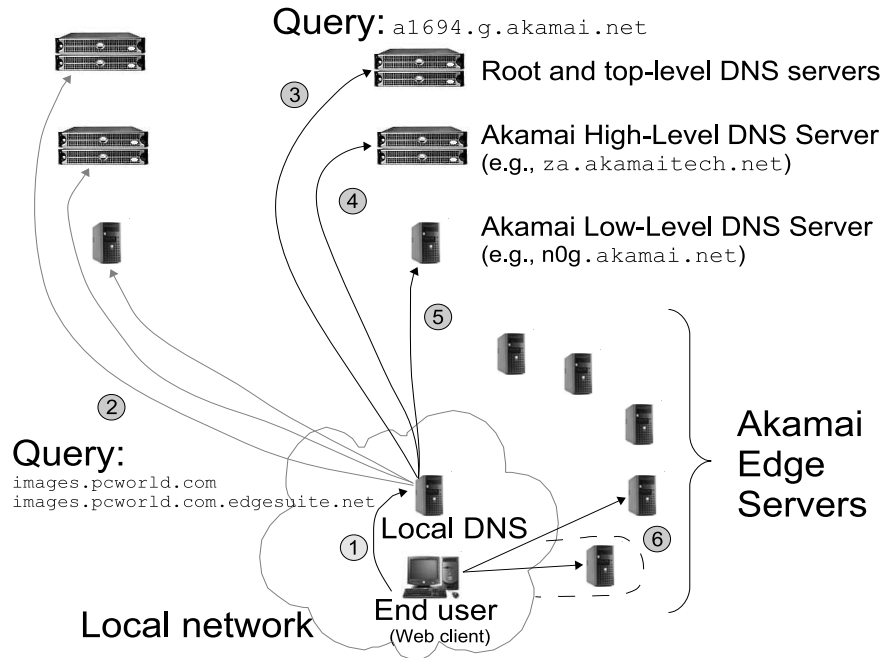 Query: a1694.g.akamai.net
Root and top-level DNS servers
3
Akamai High-Level DNS Server
(e.g., za.akamaitech.net)
4
Akamai Low-Level DNS Server
(e.g., n0g.akamai.net)
5
2
Query:
images.pcworld.com
images.pcworld.com.edgesuite.net
Akamai
Edge
Servers
Local DNS
1
6
End user
(Web client)
Local network